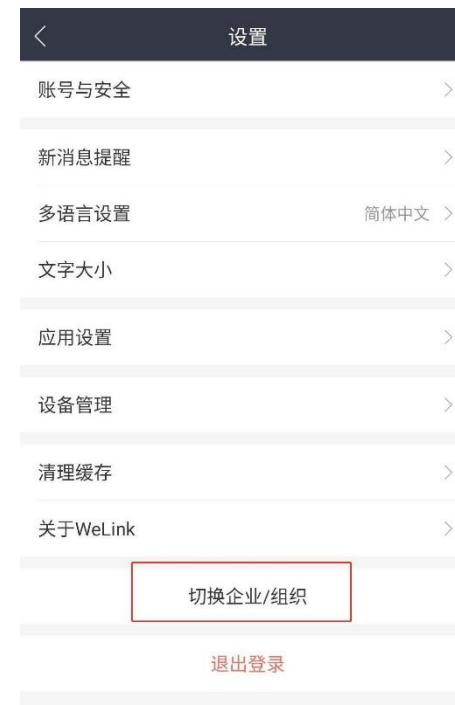 设置
账号与安全
新消息提醒
多语言设置 简体中文
文字大小
应用设置
设备管理
清理缓存
关于WeLink
切换企业/组织
退出登录